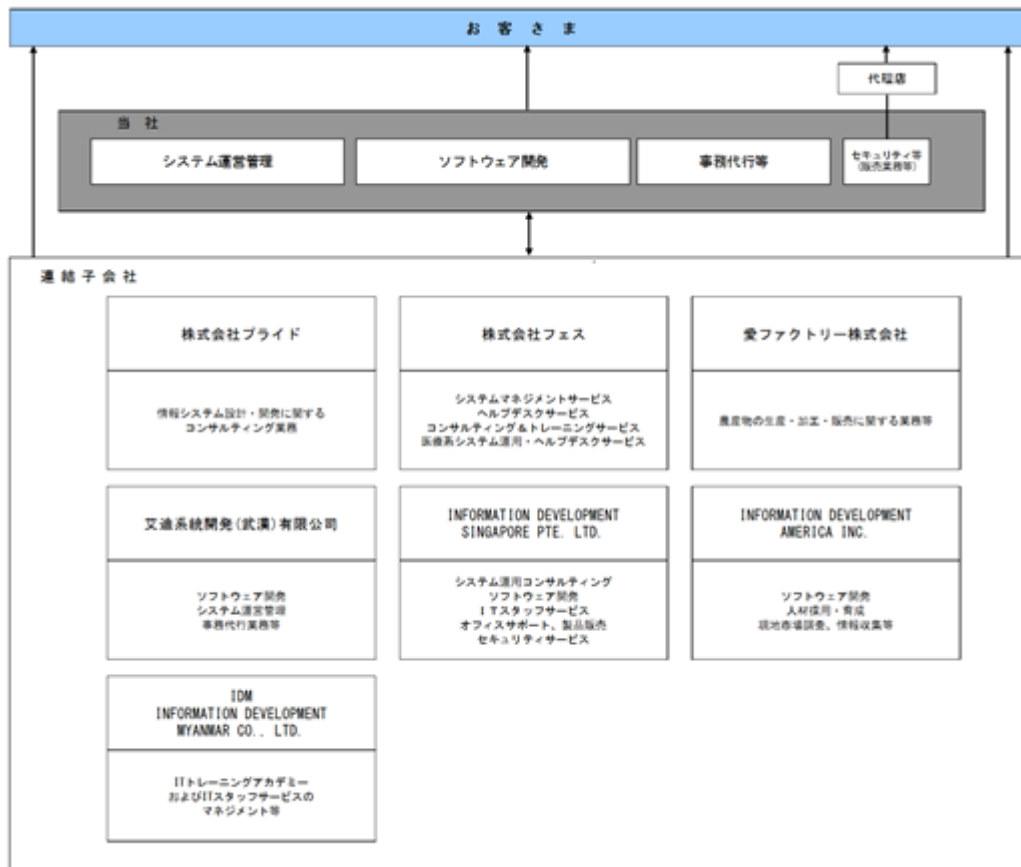 お客さま
代理店
当社
システム運営管理
ソフトウェア開発
事務代行等
セキュリティ等
(販売業務等)
連結子会社
株式会社プライド
情報システム設計・開発に関する
コンサルティング業務
株式会社フェス
システムマネジメントサービス
ヘルプデスクサービス
コンサルティング&トレーニングサービス
医療系システム運用・ヘルプデスクサービス
愛ファクトリー株式会社
農産物の生産・加工・販売に関する業務等
艾迪系統開発(武漢)有限公司
ソフトウェア開発
システム運営管理
事務代行業務等
INFORMATION DEVELOPMENT
SINGAPORE PTE. LTD.
システム運用コンサルティング
ソフトウェア開発
ITスタッフサービス
オフィスサポート、製品販売
セキュリティサービス
INFORMATION DEVELOPMENT
AMERICA INC.
ソフトウェア開発
人材採用・育成
現地市場調査、情報収集等
IDM
INFORMATION DEVELOPMENT
MYANMAR CO., LTD.
ITトレーニングアカデミー
およびITスタッフサービスの
マネジメント等